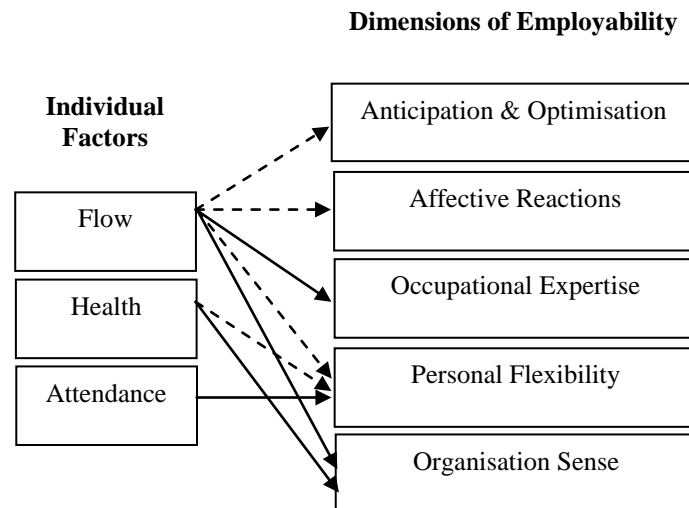 Dimensions of Employability
Individual
Factors
Anticipation & Optimisation
Affective Reactions
Flow
Occupational Expertise
Health
Personal Flexibility
Attendance
Organisation Sense